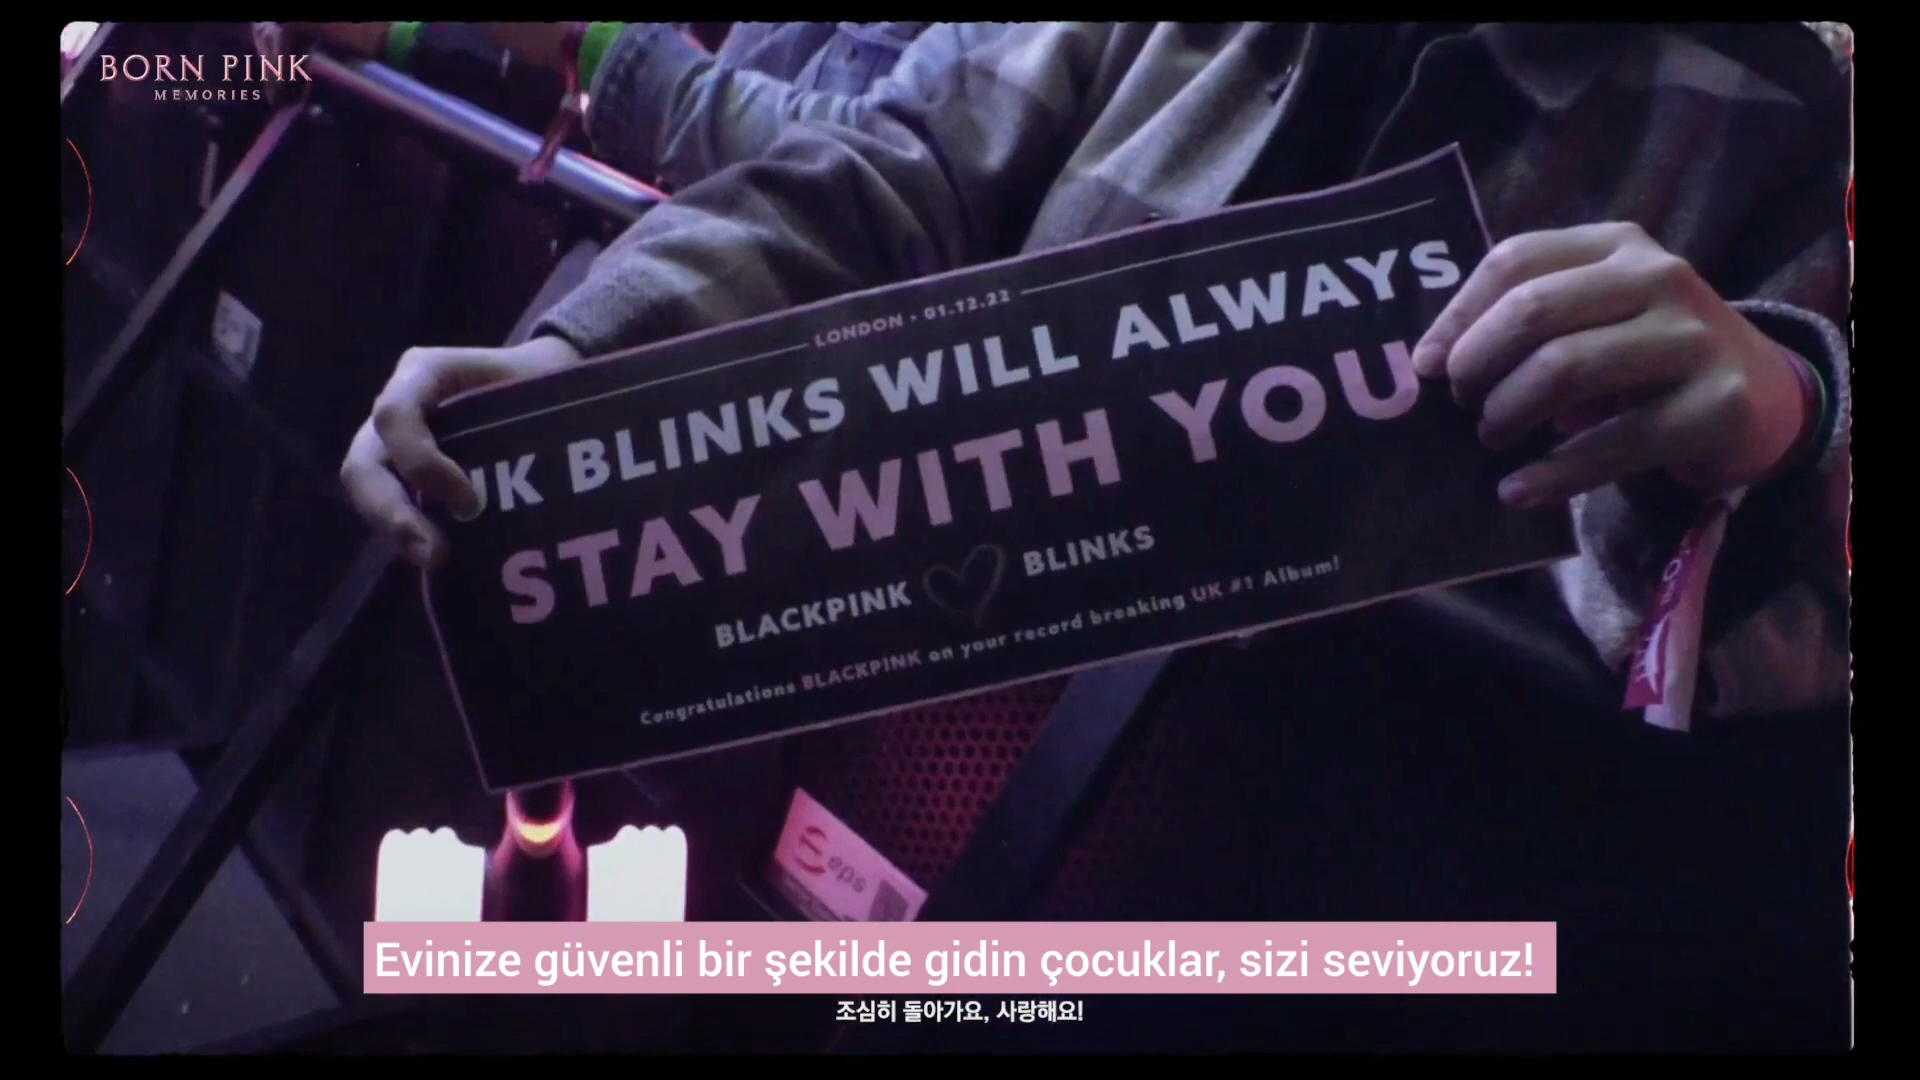 BORN PINK
MEMORIES
LONDON · 01.12.22
UK BLINKS WILL ALWAYS
STAY WITH YOU
BLACKPINK BLINKS
Congratulations BLACKPINK on your record breaking UK #1 Album!
eps
Evinize güvenli bir şekilde gidin çocuklar, sizi seviyoruz!
조심히 돌아가요, 사랑해요!